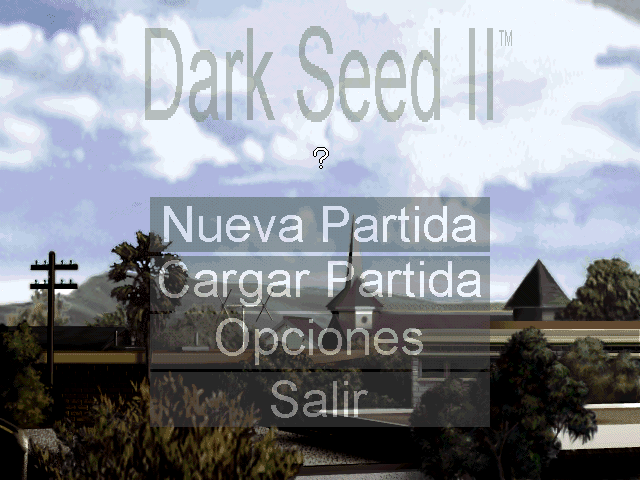 Dark Seed II™
?
Nueva Partida
Cargar Partida
Opciones
Salir